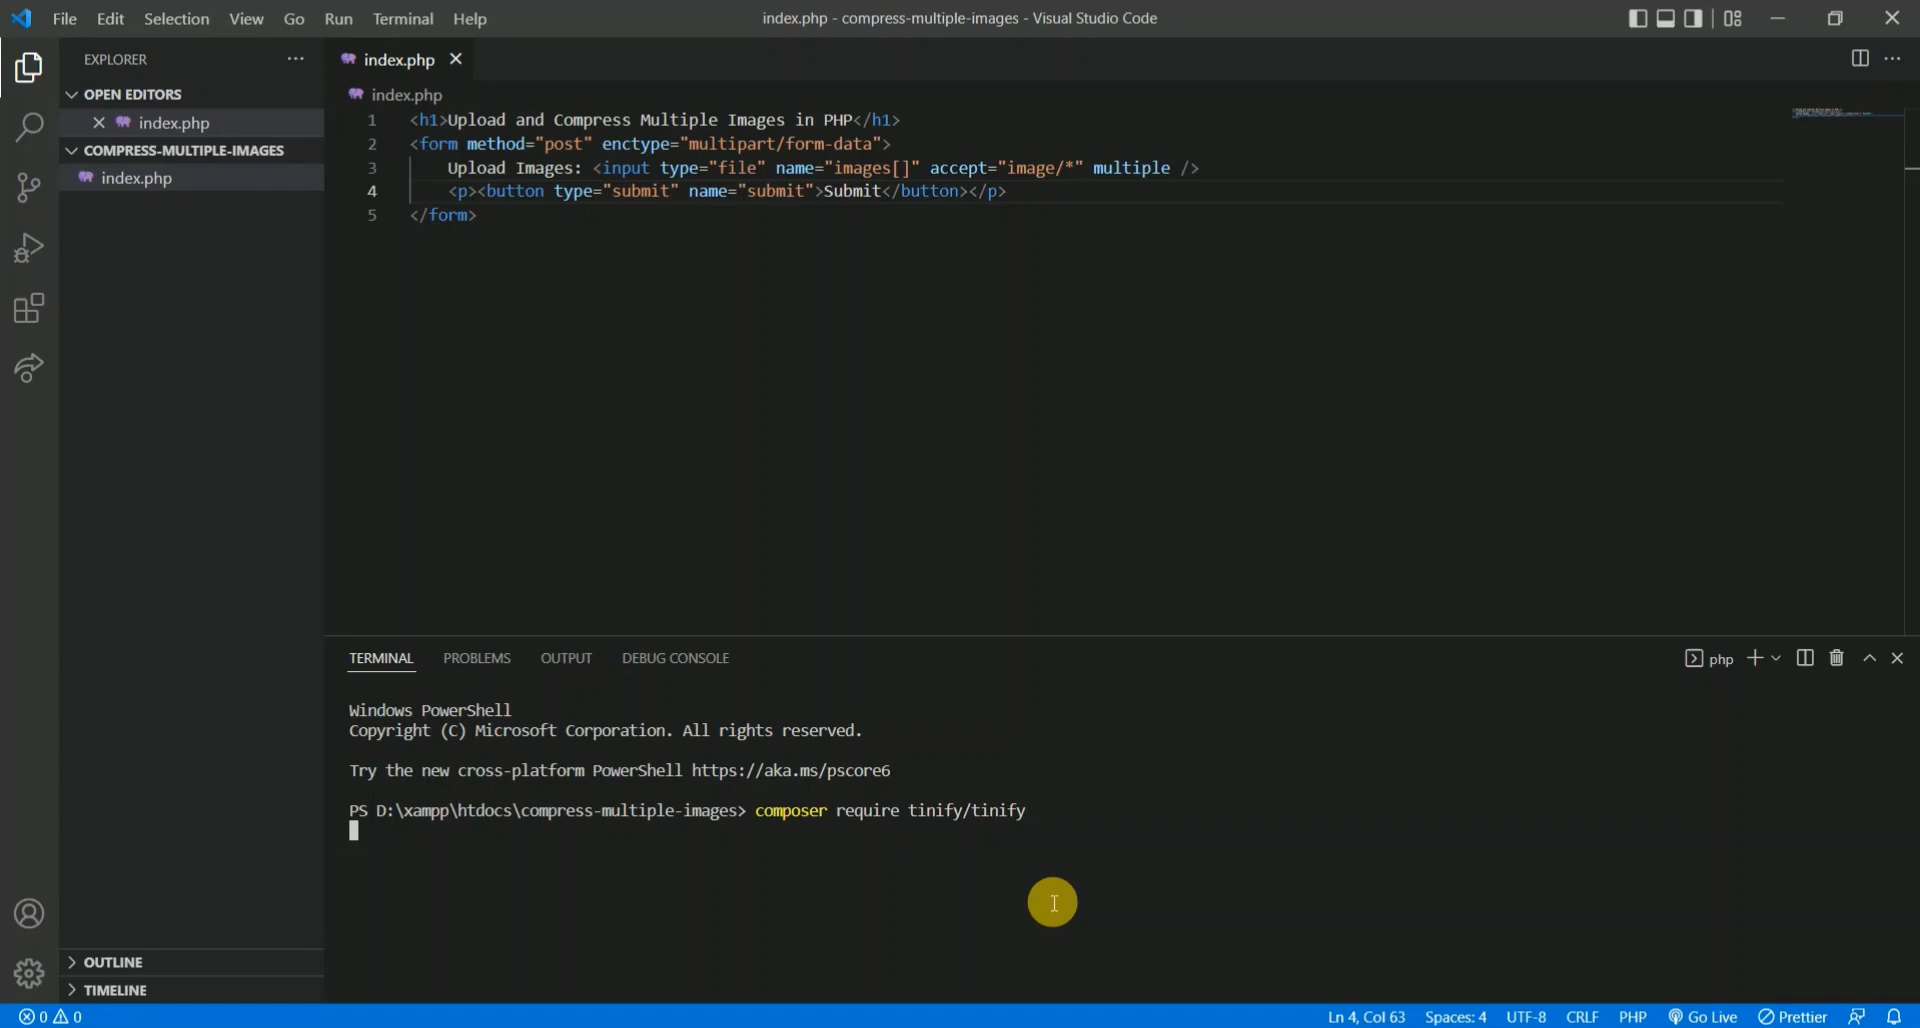 File Edit Selection View Go Run Terminal Help
index.php - compress-multiple-images - Visual Studio Code
EXPLORER
OPEN EDITORS
index.php
COMPRESS-MULTIPLE-IMAGES
index.php
OUTLINE
TIMELINE
index.php
index.php
1 <h1>Upload and Compress Multiple Images in PHP</h1>
2 <form method="post" enctype="multipart/form-data">
3     Upload Images: <input type="file" name="images[]" accept="image/*" multiple />
4     <p><button type="submit" name="submit">Submit</button></p>
5 </form>
TERMINAL PROBLEMS OUTPUT DEBUG CONSOLE
php
Windows PowerShell
Copyright (C) Microsoft Corporation. All rights reserved.
Try the new cross-platform PowerShell https://aka.ms/pscore6
PS D:\xampp\htdocs\compress-multiple-images> composer require tinify/tinify
0 0
Ln 4, Col 63 Spaces: 4 UTF-8 CRLF PHP Go Live Prettier